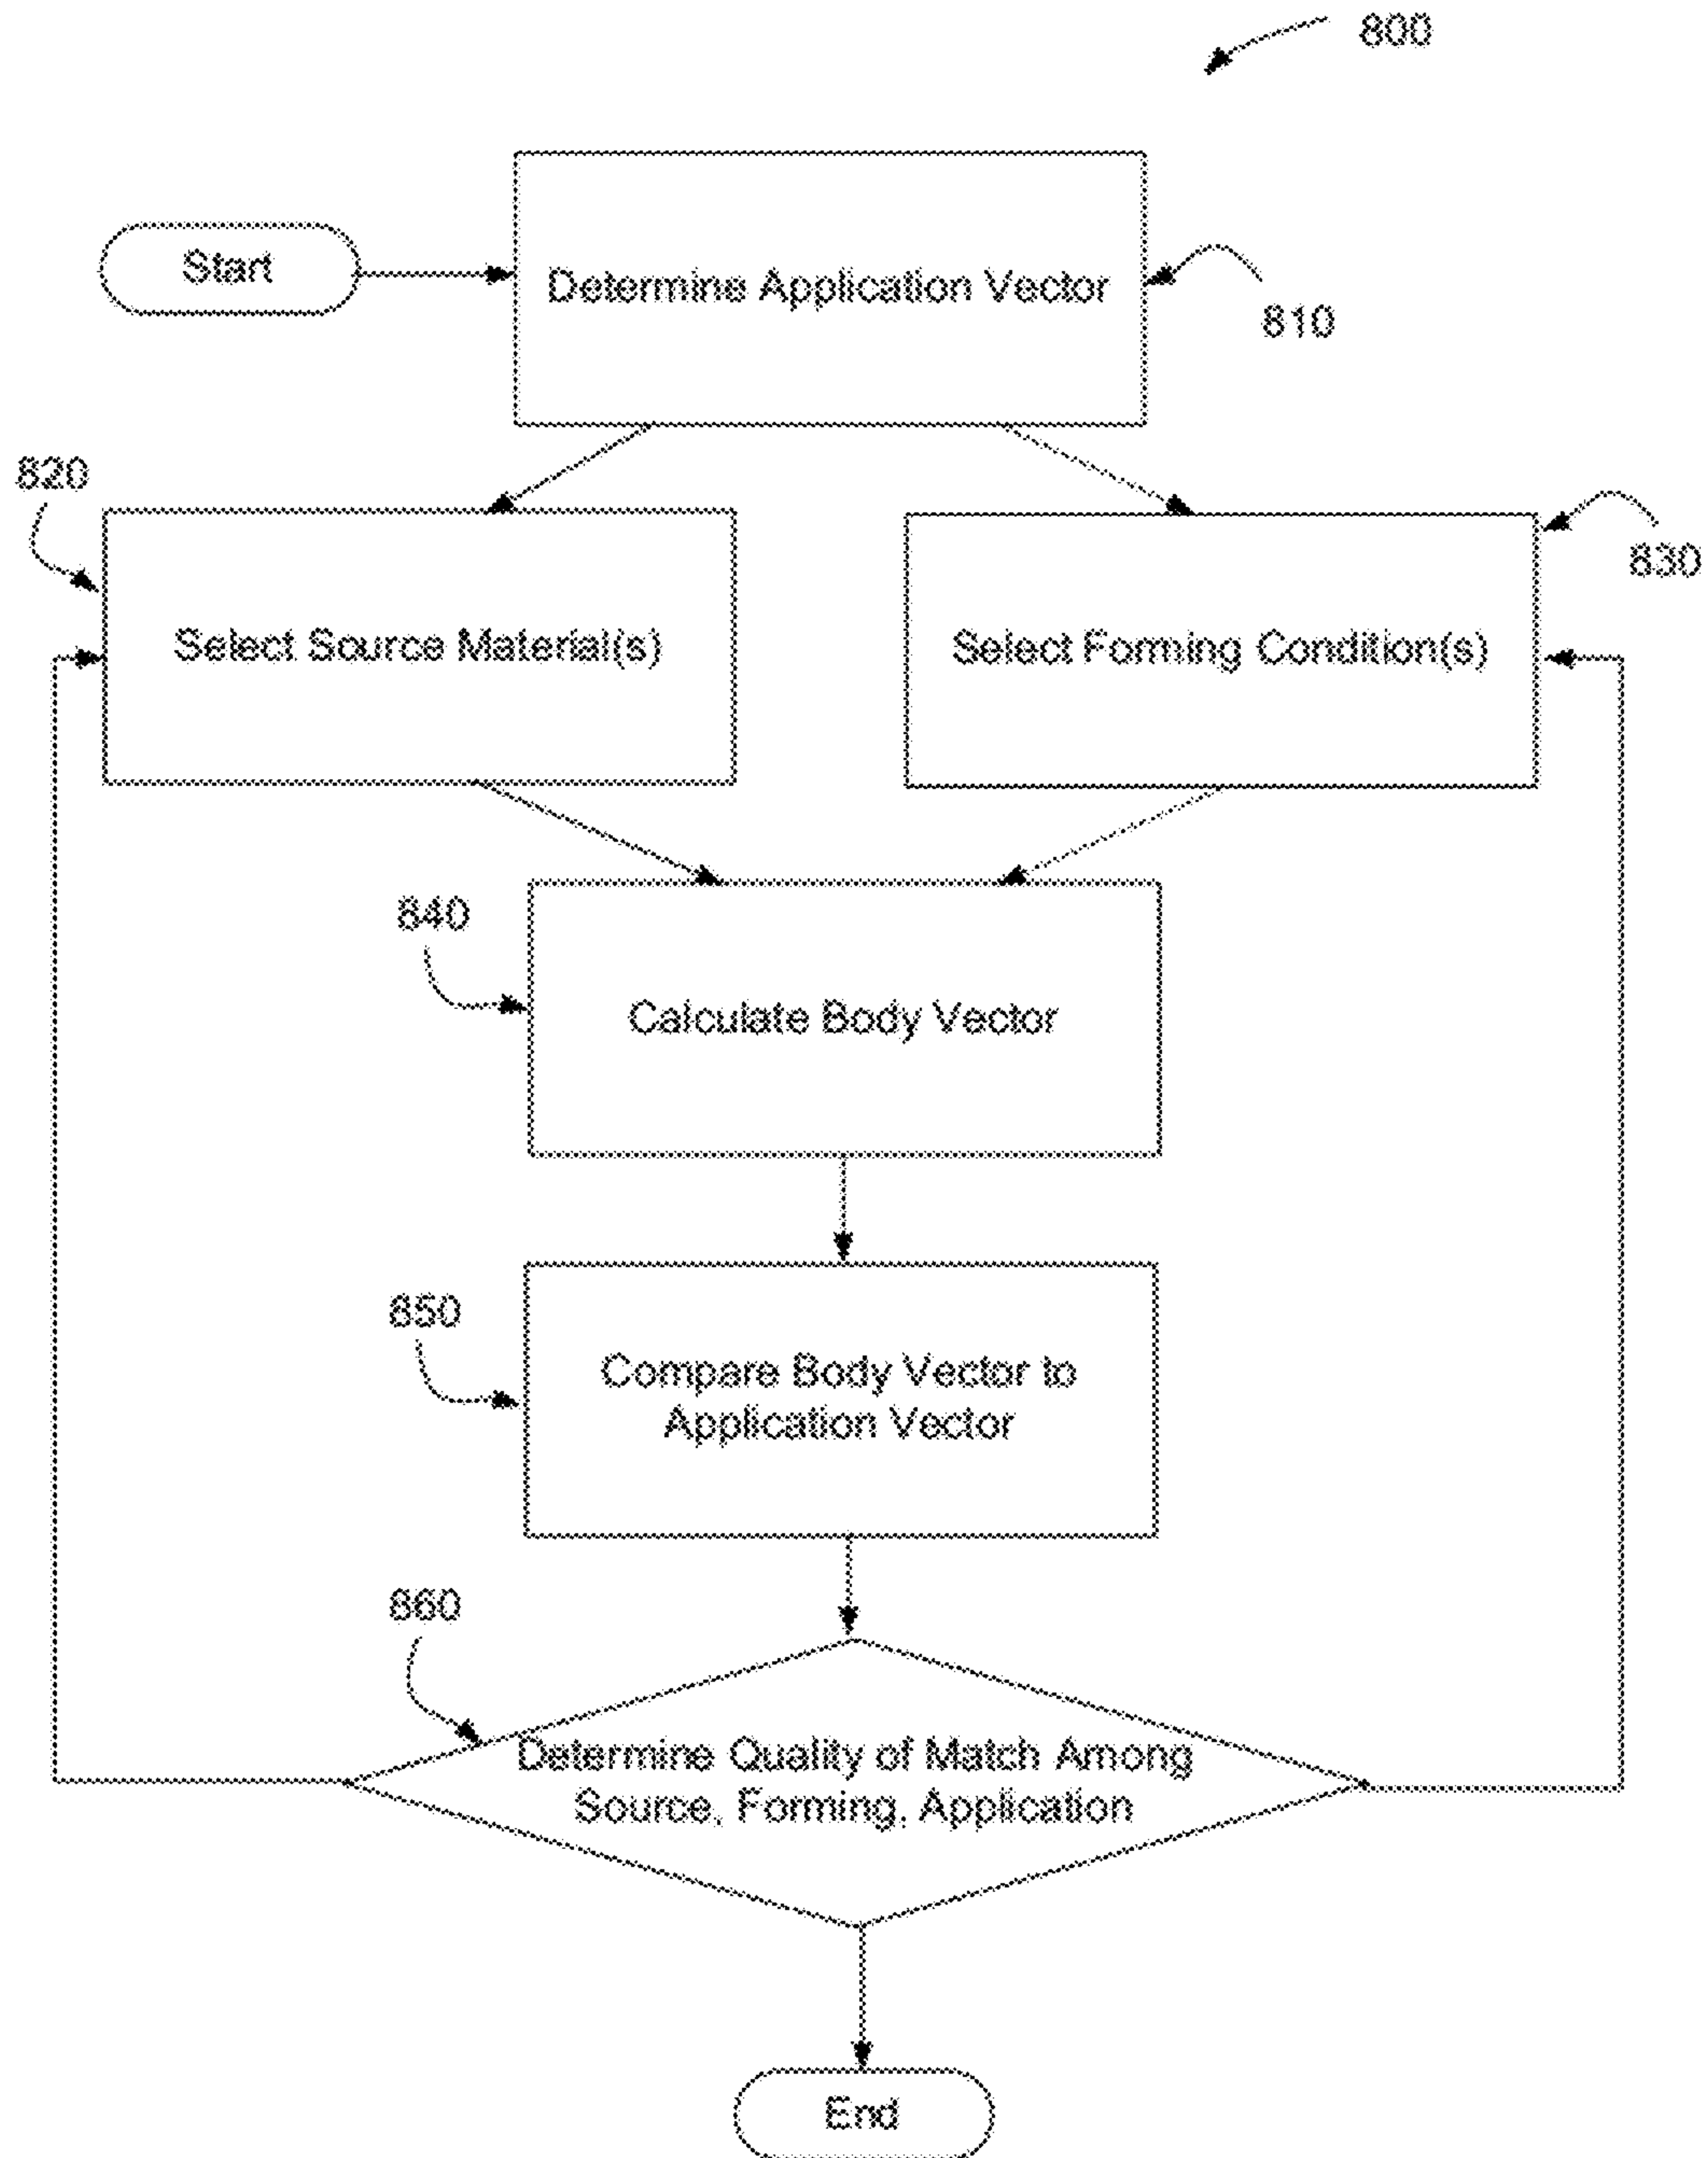 800
Start
Determine Application Vector
810
820
830
Select Source Material(s)
Select Forming Condition(s)
840
Calculate Body Vector
850
Compare Body Vector to
Application Vector
860
Determine Quality of Match Among
Source, Forming, Application
End